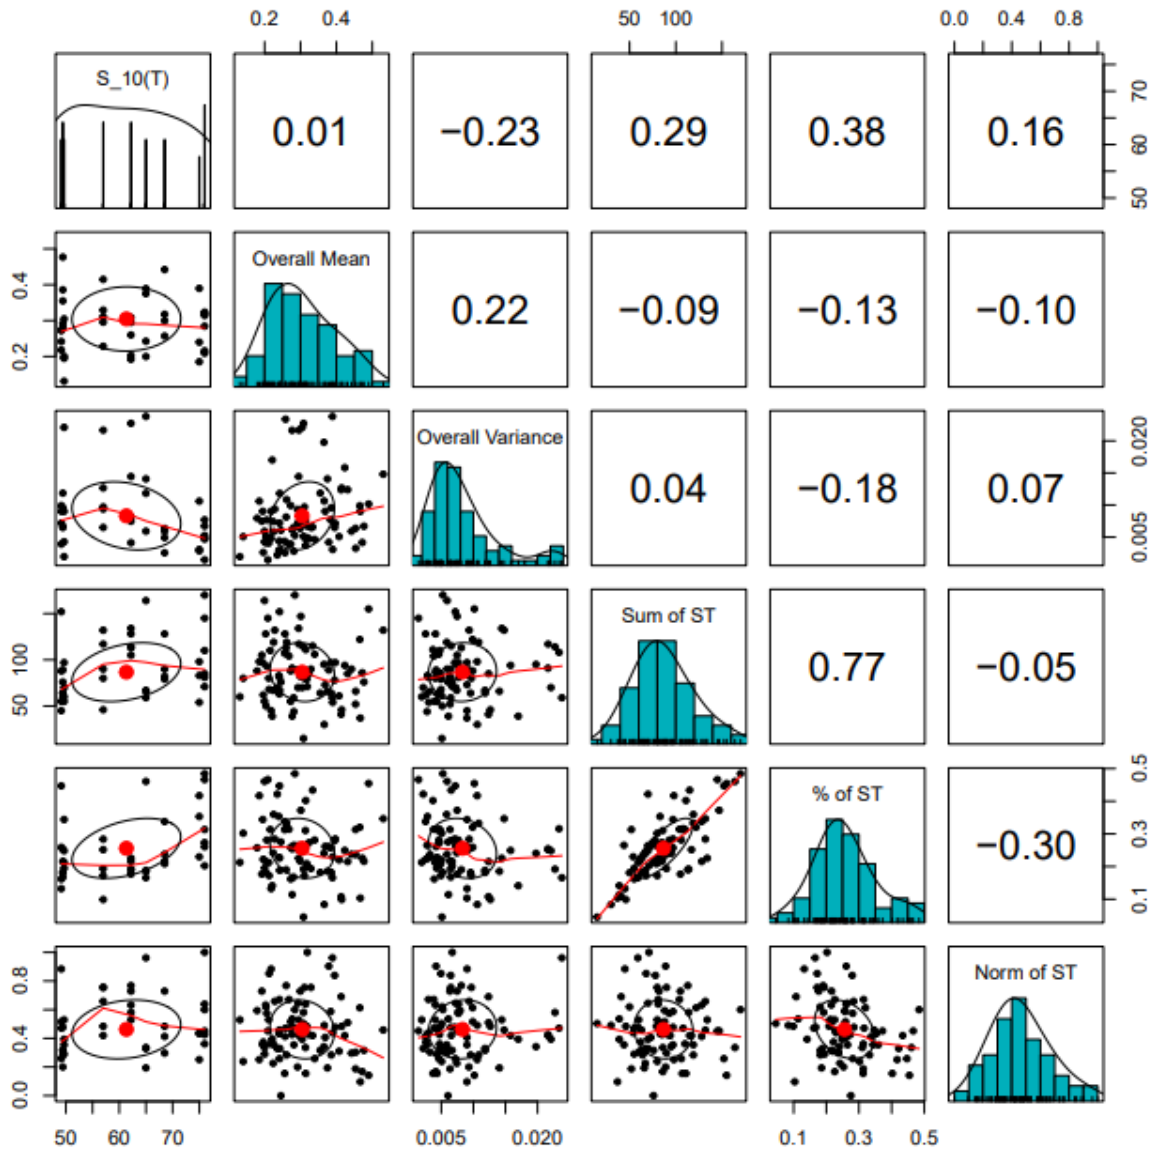 0.2 0.4 50 100 0.0 0.4 0.8
S_10(T) 0.01 −0.23 0.29 0.38 0.16 50 60 70
0.2 0.4 Overall Mean 0.22 −0.09 −0.13 −0.10
Overall Variance 0.04 −0.18 0.07 0.005 0.020
50 100 Sum of ST 0.77 −0.05
% of ST −0.30 0.1 0.3 0.5
0.0 0.4 0.8 Norm of ST
50 60 70 0.005 0.020 0.1 0.3 0.5